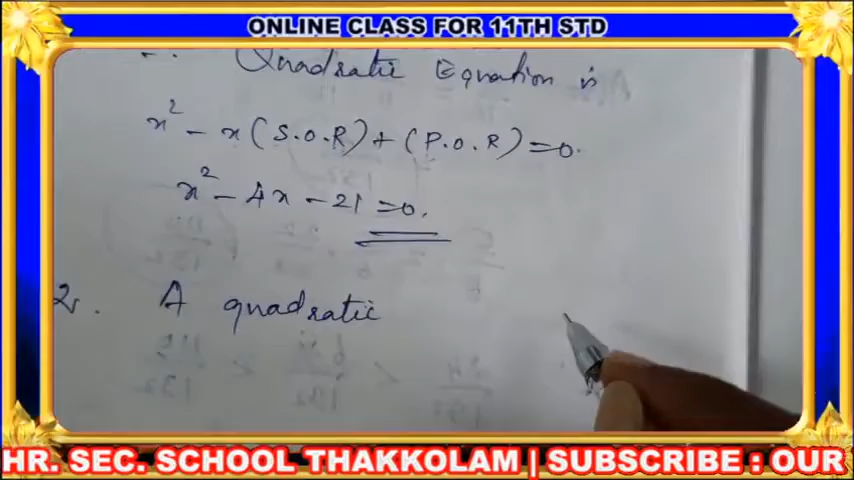 ONLINE CLASS FOR 11TH STD
∴ Quadratic Equation is
x² - x (S.O.R) + (P.O.R) = 0.
x² - 4x - 21 = 0.
2. A quadratic
HR. SEC. SCHOOL THAKKOLAM | SUBSCRIBE : OUR